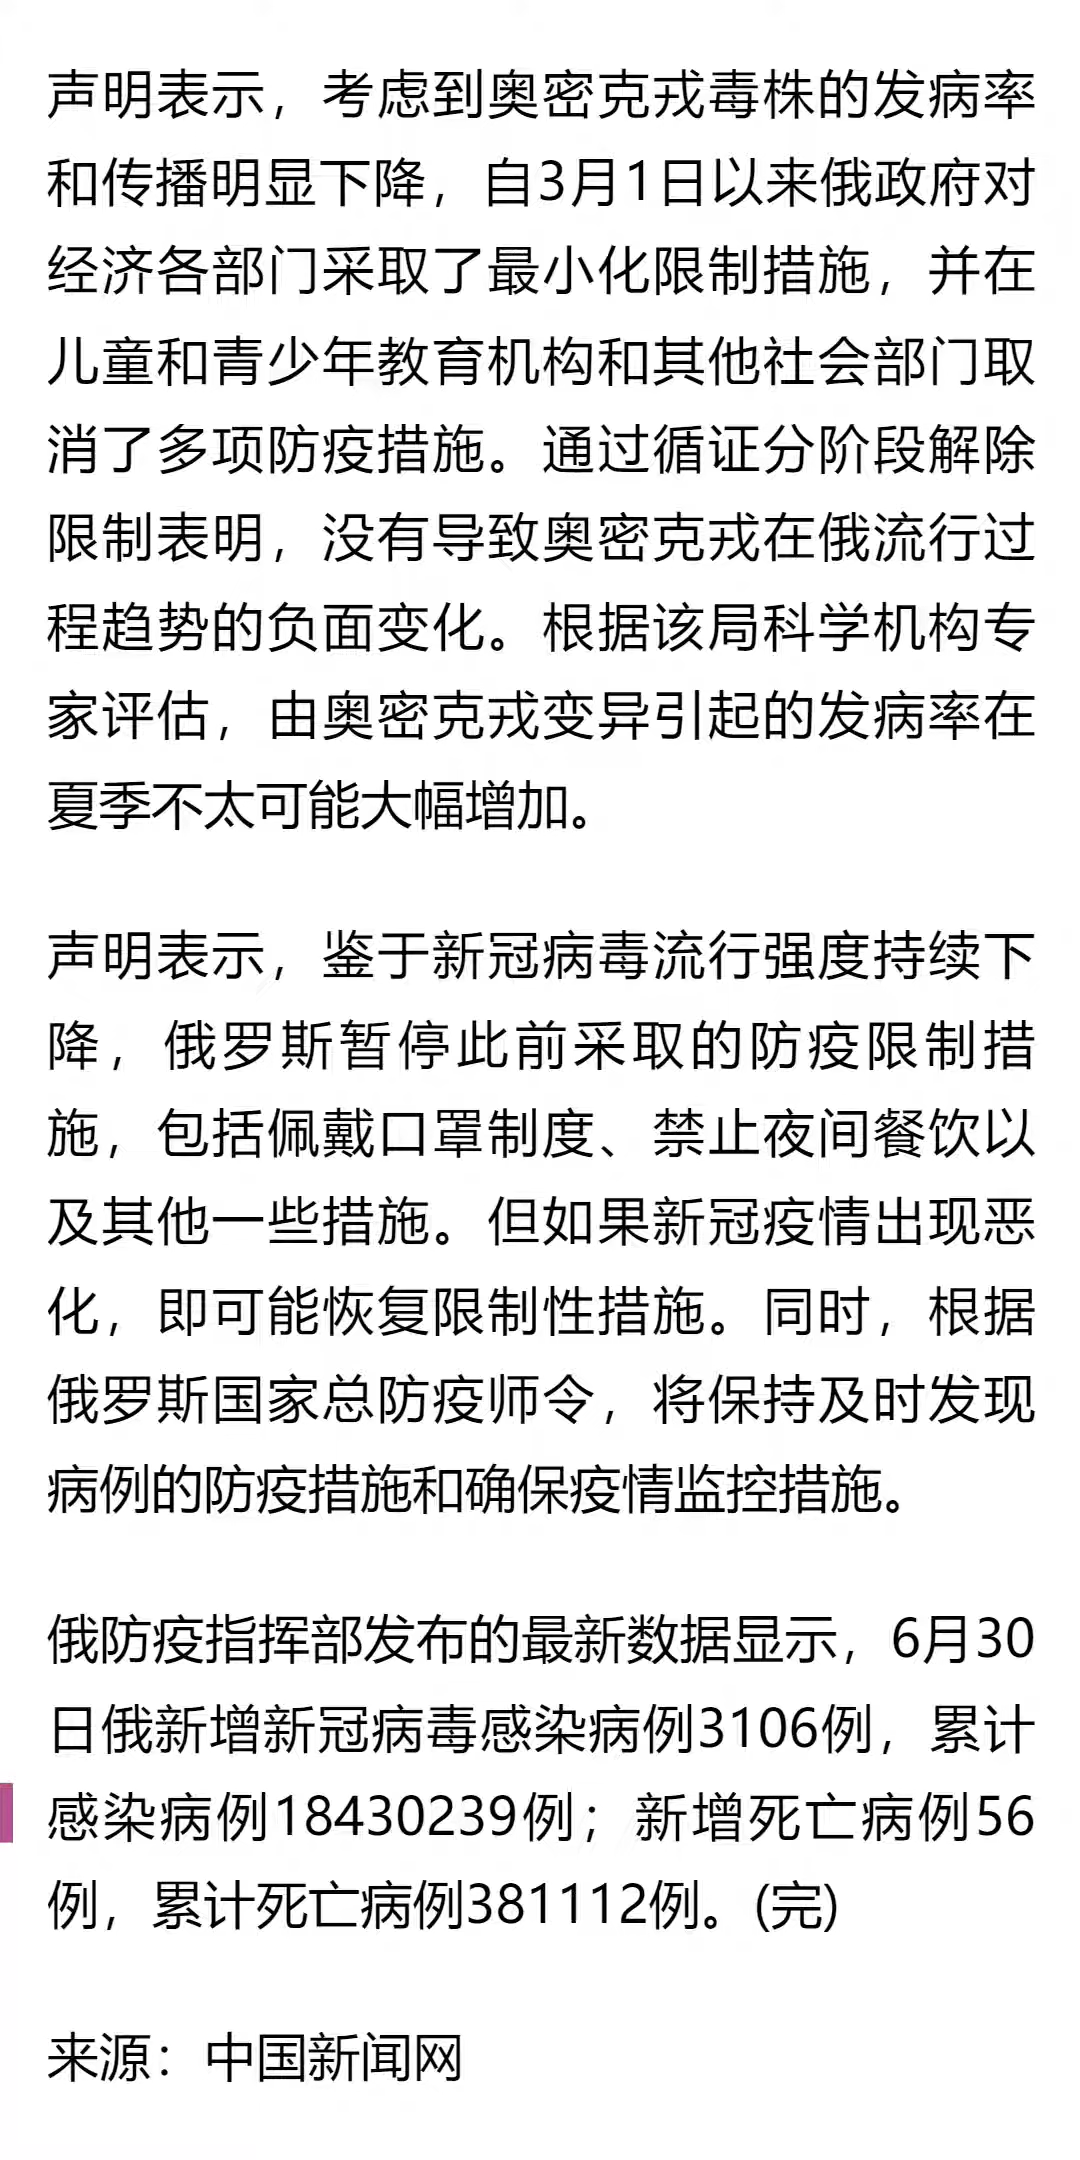 声明表示，考虑到奥密克戎毒株的发病率
和传播明显下降，自3月1日以来俄政府对
经济各部门采取了最小化限制措施，并在
儿童和青少年教育机构和其他社会部门取
消了多项防疫措施。通过循证分阶段解除
限制表明，没有导致奥密克戎在俄流行过
程趋势的负面变化。根据该局科学机构专
家评估，由奥密克戎变异引起的发病率在
夏季不太可能大幅增加。
声明表示，鉴于新冠病毒流行强度持续下
降，俄罗斯暂停此前采取的防疫限制措
施，包括佩戴口罩制度、禁止夜间餐饮以
及其他一些措施。但如果新冠疫情出现恶
化，即可能恢复限制性措施。同时，根据
俄罗斯国家总防疫师令，将保持及时发现
病例的防疫措施和确保疫情监控措施。
俄防疫指挥部发布的最新数据显示，6月30
日俄新增新冠病毒感染病例3106例，累计
感染病例18430239例；新增死亡病例56
例，累计死亡病例381112例。(完)
来源：中国新闻网